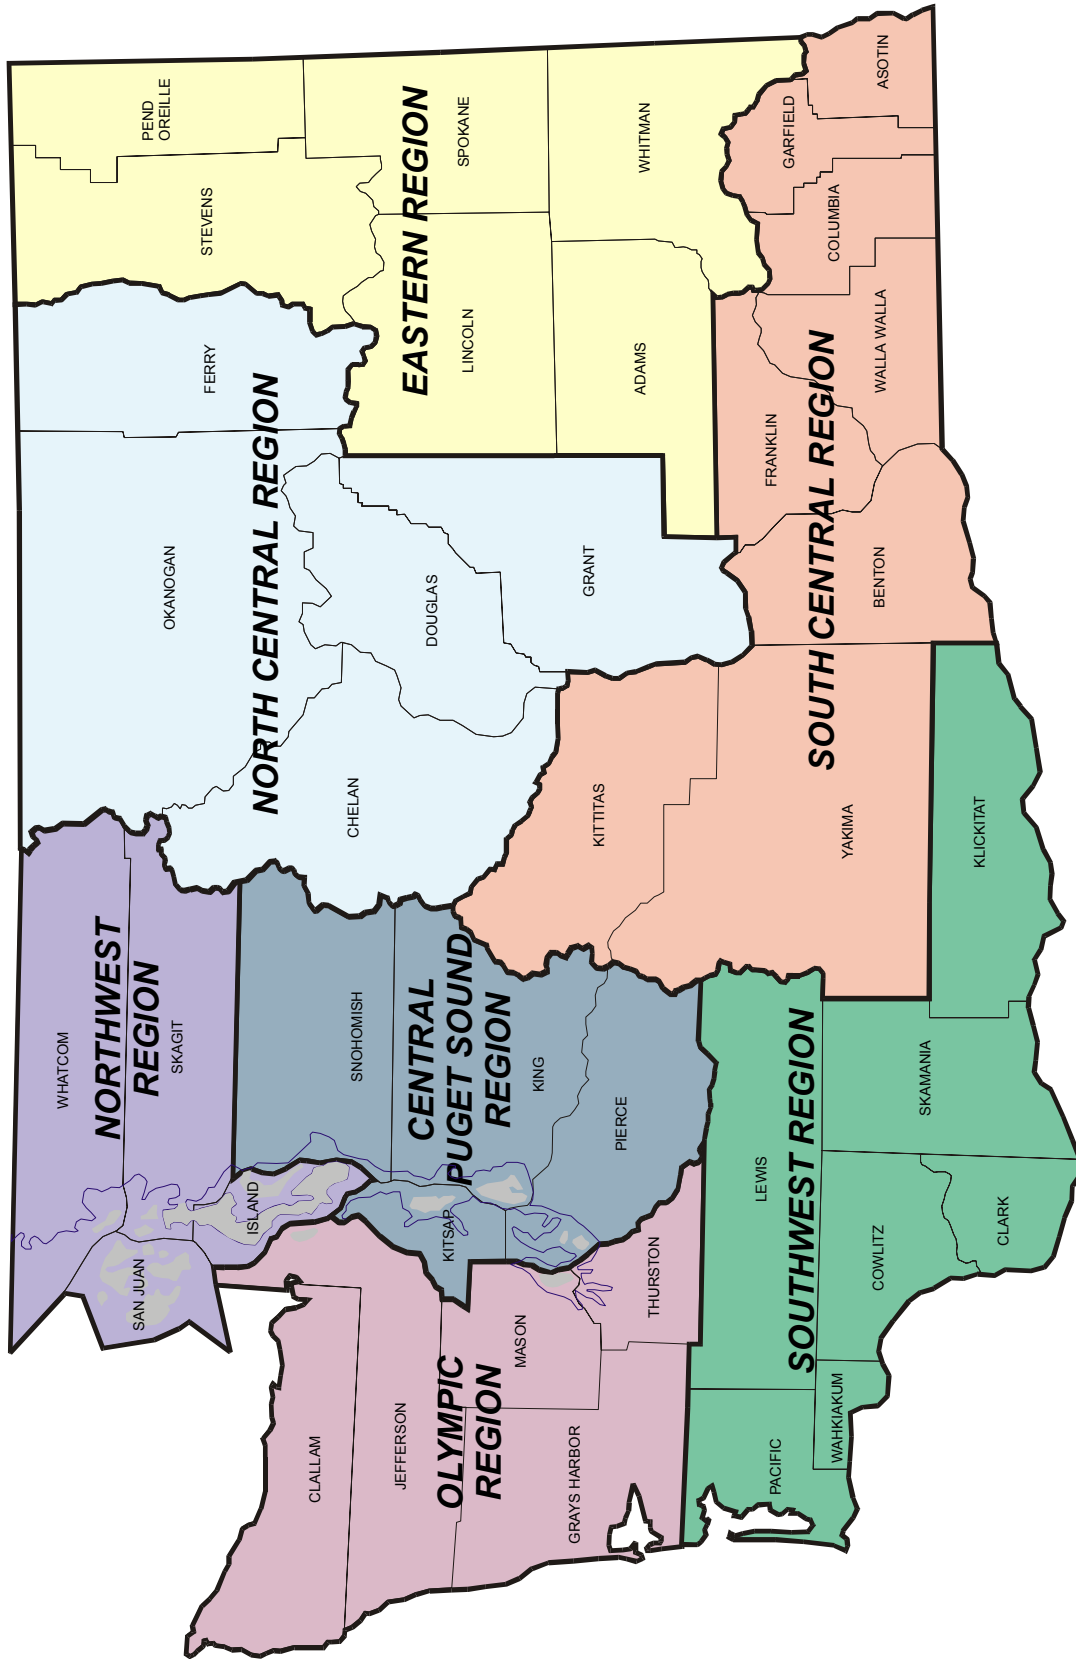 WHATCOM
NORTHWEST
REGION
SKAGIT
SAN JUAN
ISLAND
SNOHOMISH
CENTRAL
PUGET SOUND
REGION
KING
KITSAP
PIERCE
CLALLAM
JEFFERSON
OLYMPIC
REGION
MASON
GRAYS HARBOR
THURSTON
OKANOGAN
FERRY
NORTH CENTRAL REGION
CHELAN
DOUGLAS
GRANT
PEND
OREILLE
STEVENS
EASTERN REGION
SPOKANE
LINCOLN
WHITMAN
ADAMS
KITTITAS
YAKIMA
SOUTH CENTRAL REGION
FRANKLIN
BENTON
WALLA WALLA
COLUMBIA
GARFIELD
ASOTIN
LEWIS
SOUTHWEST REGION
PACIFIC
WAHKIAKUM
COWLITZ
CLARK
SKAMANIA
KLICKITAT